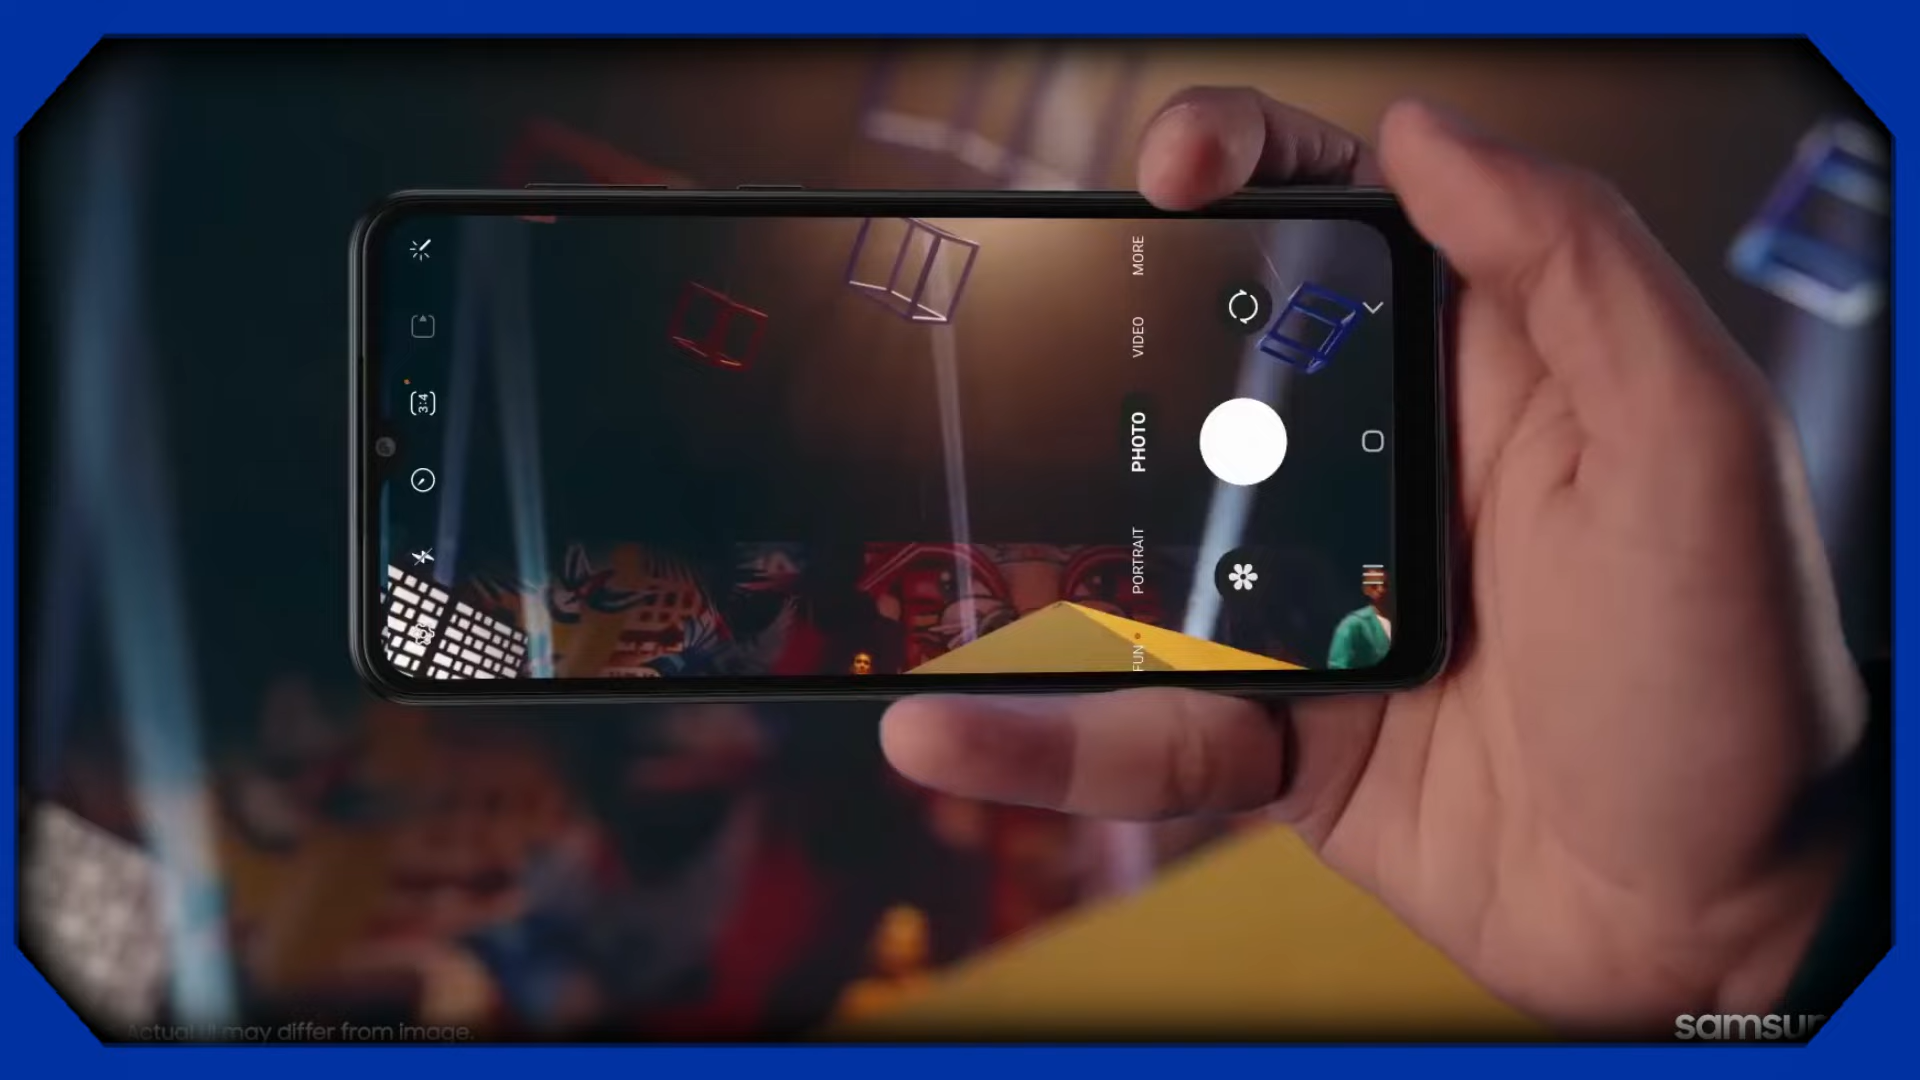 MORE
VIDEO
PHOTO
PORTRAIT
FUN
3:4
Actual UI may differ from image.
samsu